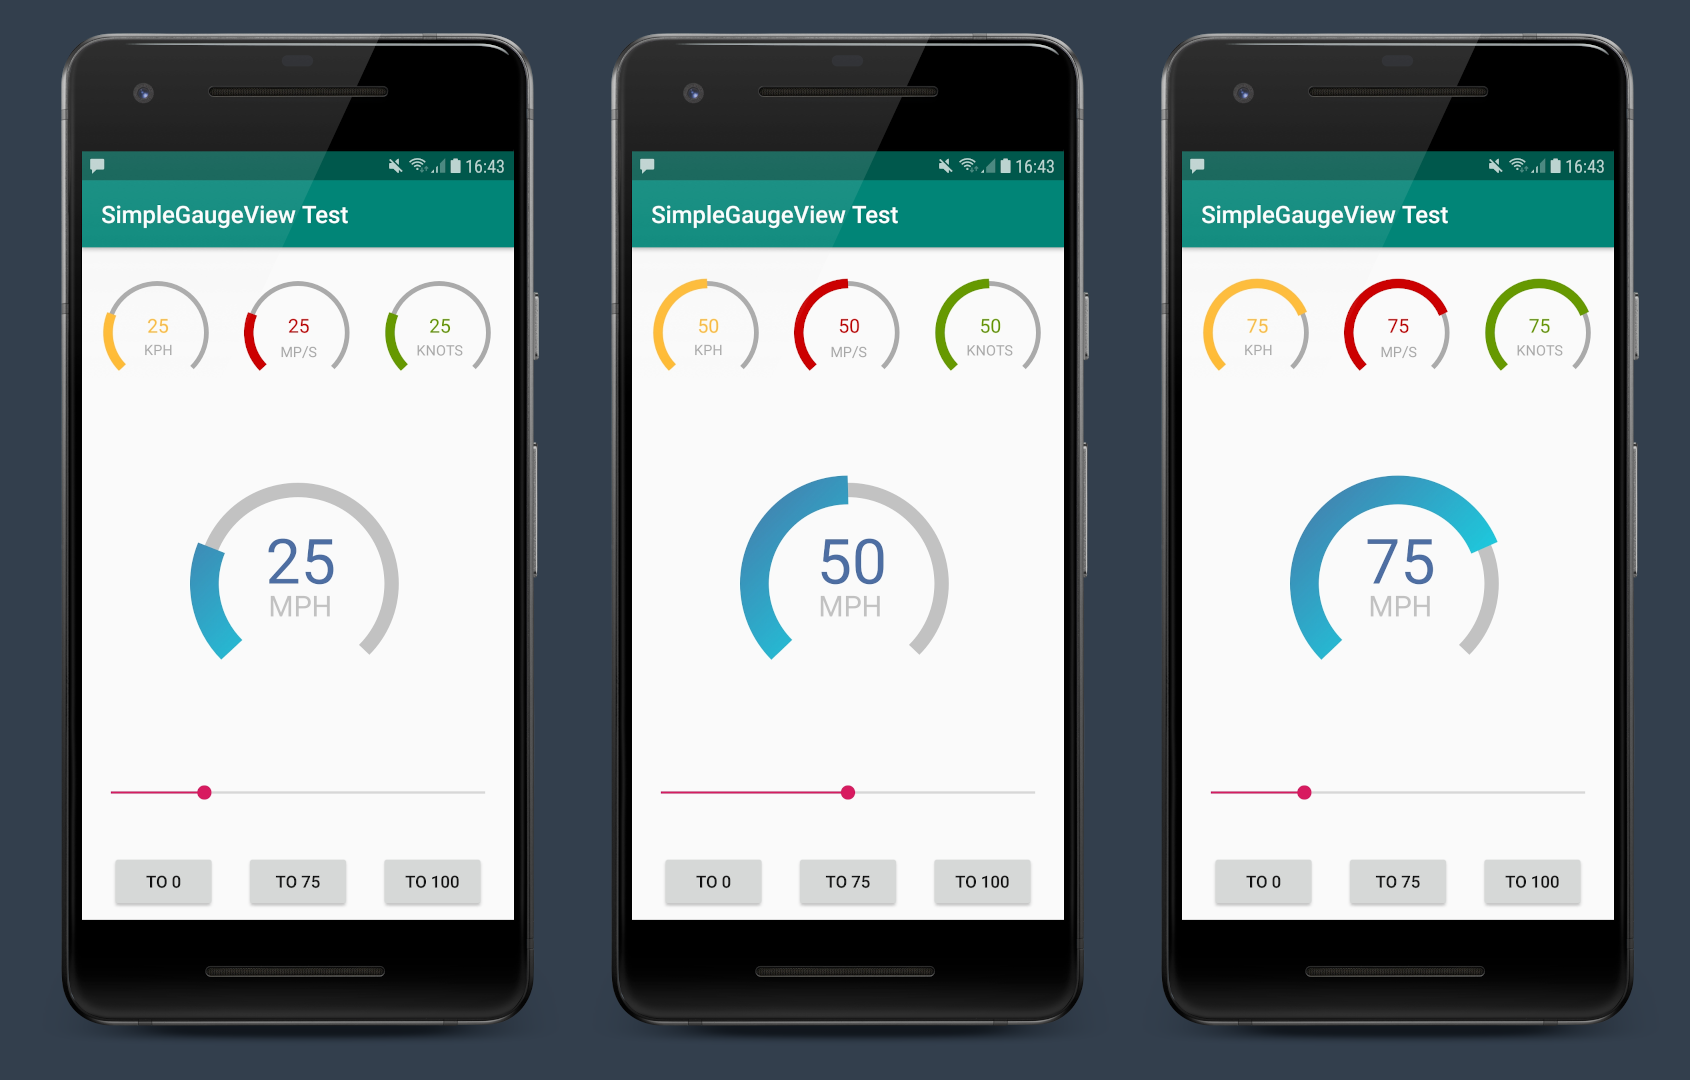 16:43
SimpleGaugeView Test
25 25 25
KPH MP/S KNOTS
25
MPH
TO 0 TO 75 TO 100
16:43
SimpleGaugeView Test
50 50 50
KPH MP/S KNOTS
50
MPH
TO 0 TO 75 TO 100
16:43
SimpleGaugeView Test
75 75 75
KPH MP/S KNOTS
75
MPH
TO 0 TO 75 TO 100